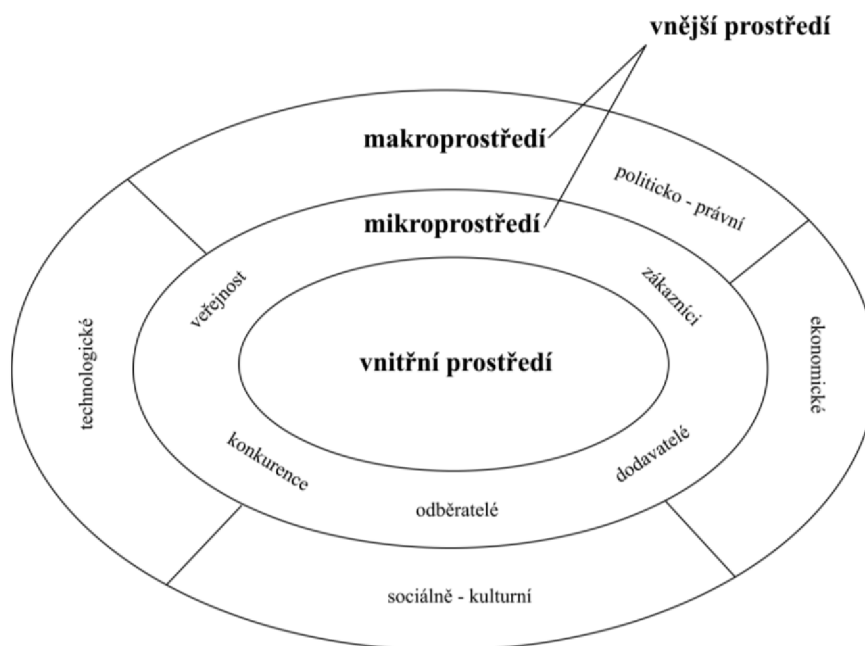 vnější prostředí
makroprostředí
politicko - právní
mikroprostředí
veřejnost
zákazníci
technologické
vnitřní prostředí
ekonomické
konkurence
dodavatelé
odběratelé
sociálně - kulturní